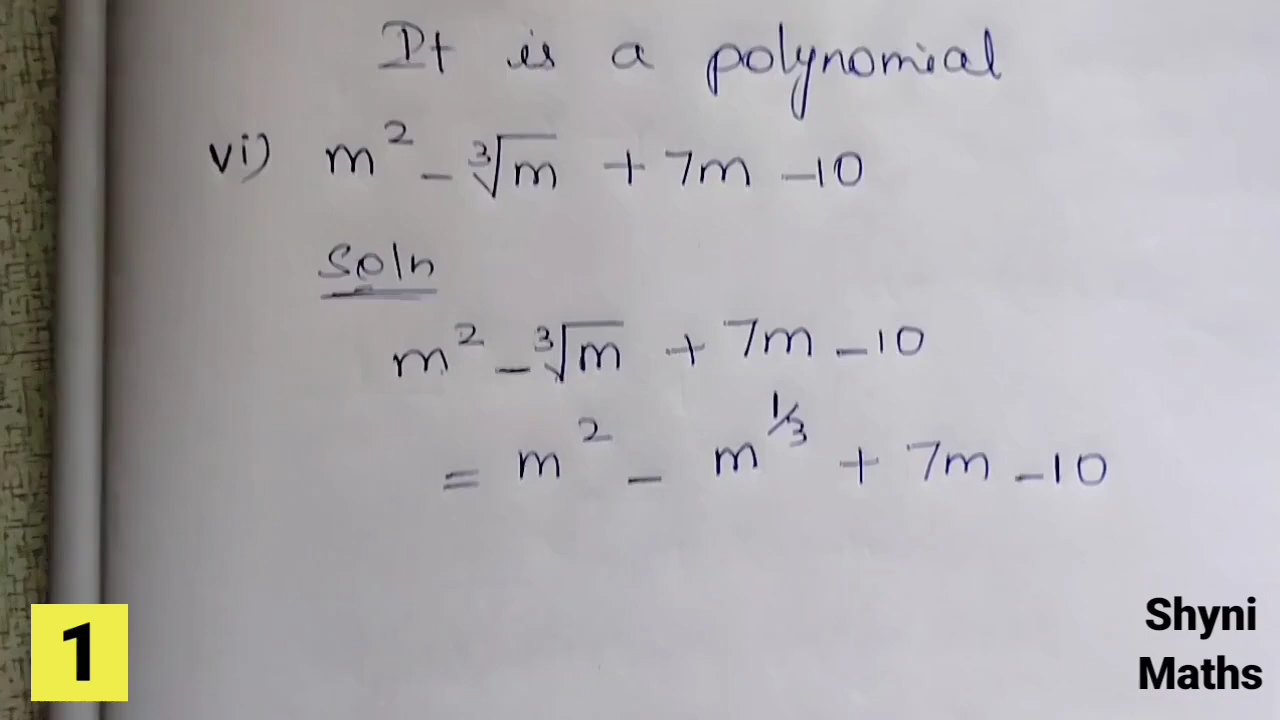 It is a polynomial
vi) m² - ∛m + 7m - 10
Soln
m² - ∛m + 7m - 10
= m² - m^1/3 + 7m - 10
1
Shyni
Maths